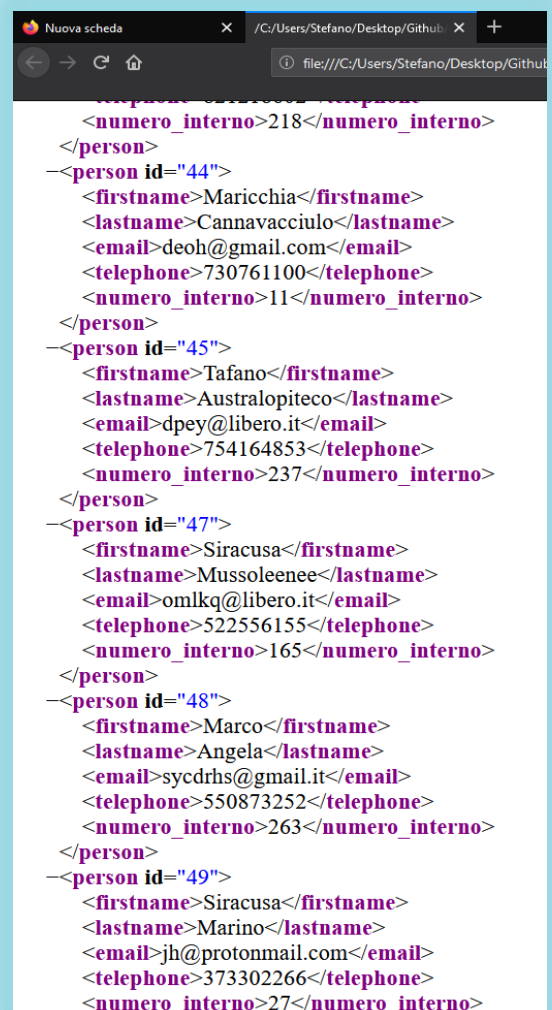 Nuova scheda
/C:/Users/Stefano/Desktop/Github/
file:///C:/Users/Stefano/Desktop/Github
<numero_interno>218</numero_interno>
</person>
−<person id="44">
<firstname>Maricchia</firstname>
<lastname>Cannavacciulo</lastname>
<email>deoh@gmail.com</email>
<telephone>730761100</telephone>
<numero_interno>11</numero_interno>
</person>
−<person id="45">
<firstname>Tafano</firstname>
<lastname>Australopiteco</lastname>
<email>dpey@libero.it</email>
<telephone>754164853</telephone>
<numero_interno>237</numero_interno>
</person>
−<person id="47">
<firstname>Siracusa</firstname>
<lastname>Mussoleenee</lastname>
<email>omlkq@libero.it</email>
<telephone>522556155</telephone>
<numero_interno>165</numero_interno>
</person>
−<person id="48">
<firstname>Marco</firstname>
<lastname>Angela</lastname>
<email>sycdrhs@gmail.it</email>
<telephone>550873252</telephone>
<numero_interno>263</numero_interno>
</person>
−<person id="49">
<firstname>Siracusa</firstname>
<lastname>Marino</lastname>
<email>jh@protonmail.com</email>
<telephone>373302266</telephone>
<numero_interno>27</numero_interno>